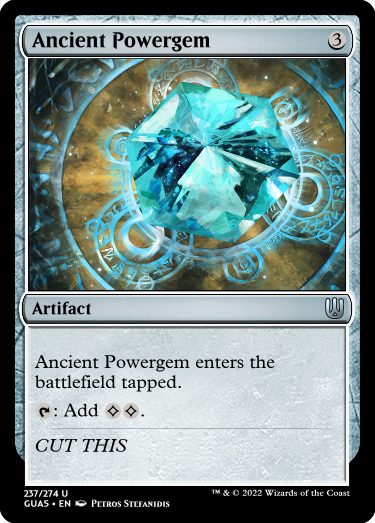 Ancient Powergem 3
Artifact
Ancient Powergem enters the
battlefield tapped.
: Add .
CUT THIS
237/274 U
GUA5 • EN Petros Stefanidis
™ & © 2022 Wizards of the Coast